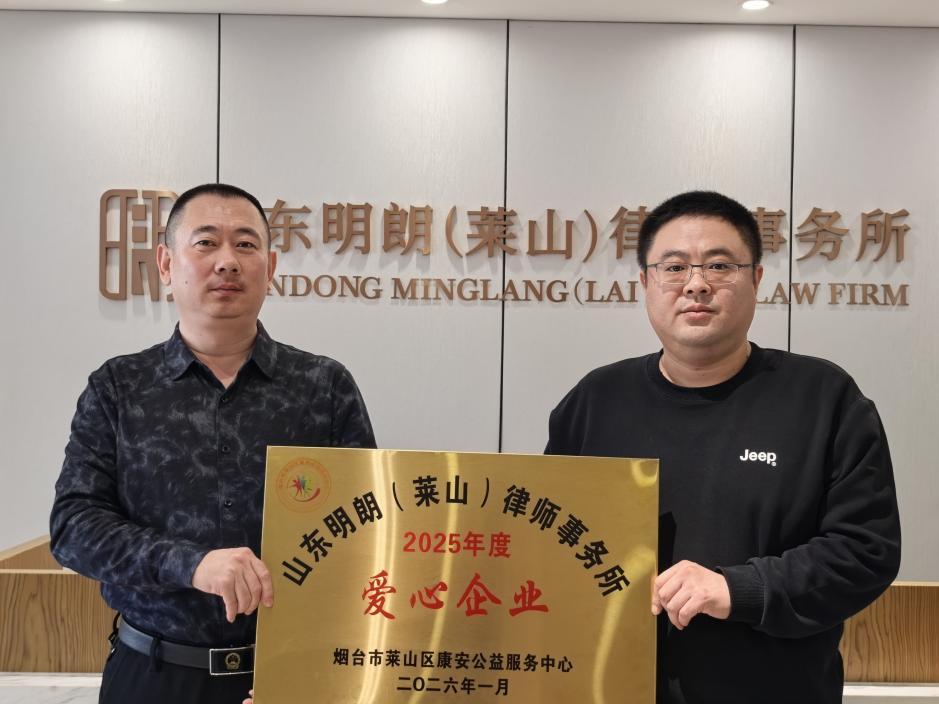 东明朗(莱山)律事务所
NDONG MINGLANG(LAI LAW FIRM
Jeep
山东明朗(莱山)律师事务所
2025年度
爱心企业
烟台市莱山区康安公益服务中心
二〇二六年一月